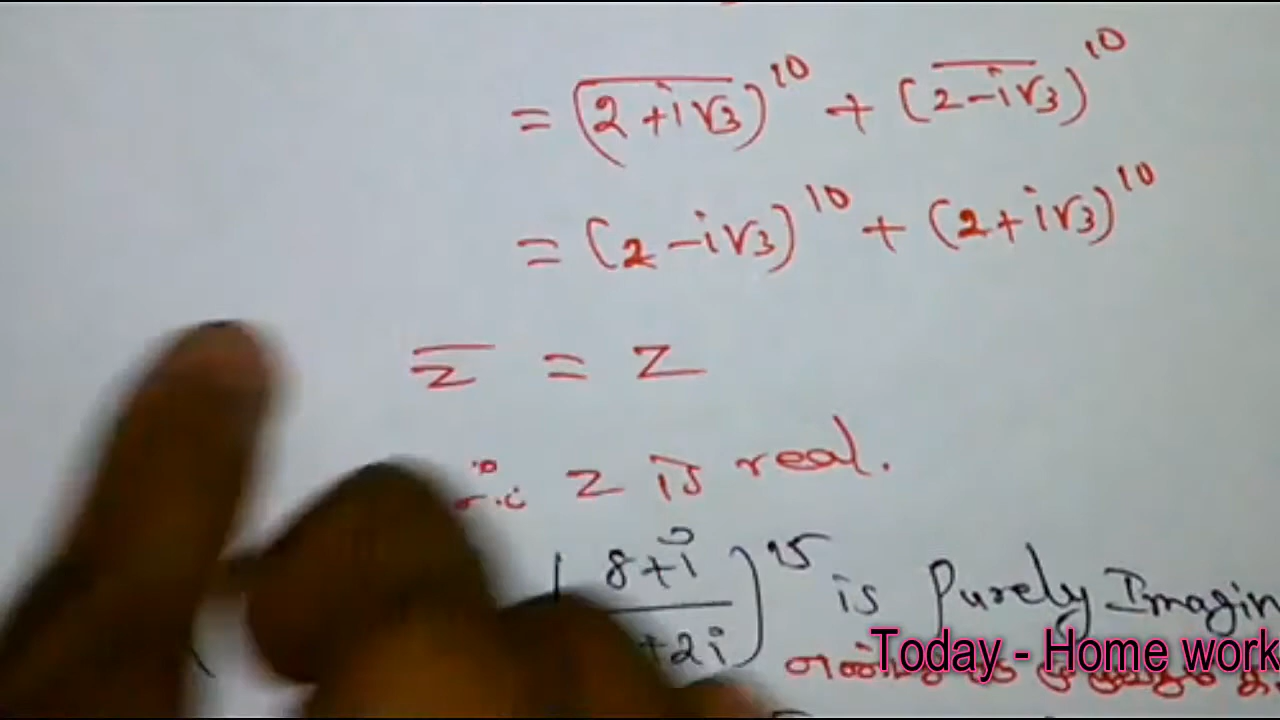 = (2+i√3)^10 + (2-i√3)^10
= (2-i√3)^10 + (2+i√3)^10
z̅ = z
∴ z is real.
8+i)^15 is Purely Imagin
+2i
Today - Home work